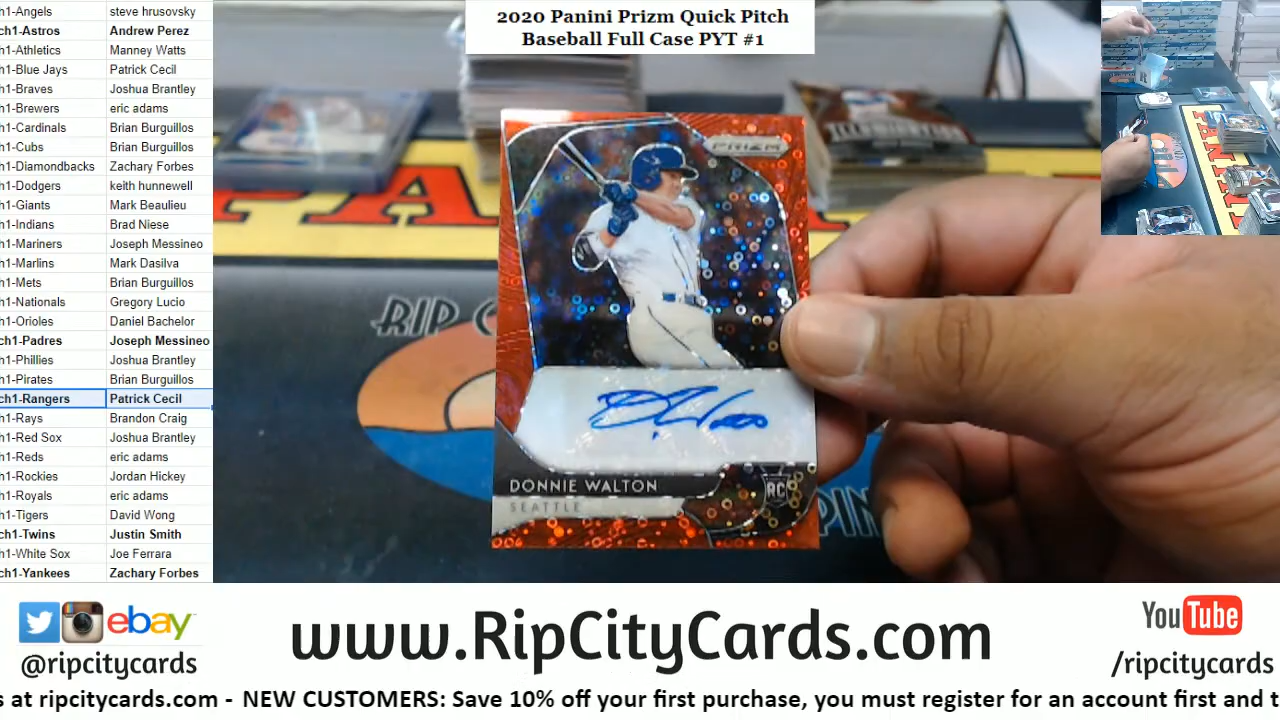 2020 Panini Prizm Quick Pitch
Baseball Full Case PYT #1
h1-Angels steve hrusovsky
ch1-Astros Andrew Perez
h1-Athletics Manney Watts
h1-Blue Jays Patrick Cecil
h1-Braves Joshua Brantley
h1-Brewers eric adams
h1-Cardinals Brian Burguillos
h1-Cubs Brian Burguillos
h1-Diamondbacks Zachary Forbes
h1-Dodgers keith hunnewell
h1-Giants Mark Beaulieu
h1-Indians Brad Niese
h1-Mariners Joseph Messineo
h1-Marlins Mark Dasilva
h1-Mets Brian Burguillos
h1-Nationals Gregory Lucio
h1-Orioles Daniel Bachelor
ch1-Padres Joseph Messineo
h1-Phillies Joshua Brantley
h1-Pirates Brian Burguillos
ch1-Rangers Patrick Cecil
h1-Rays Brandon Craig
h1-Red Sox Joshua Brantley
h1-Reds eric adams
h1-Rockies Jordan Hickey
h1-Royals eric adams
h1-Tigers David Wong
ch1-Twins Justin Smith
h1-White Sox Joe Ferrara
ch1-Yankees Zachary Forbes
PRIZM
RIP C
DONNIE WALTON
RC
SEATTLE
ebay
@ripcitycards
www.RipCityCards.com
YouTube
/ripcitycards
s at ripcitycards.com - NEW CUSTOMERS: Save 10% off your first purchase, you must register for an account first and t